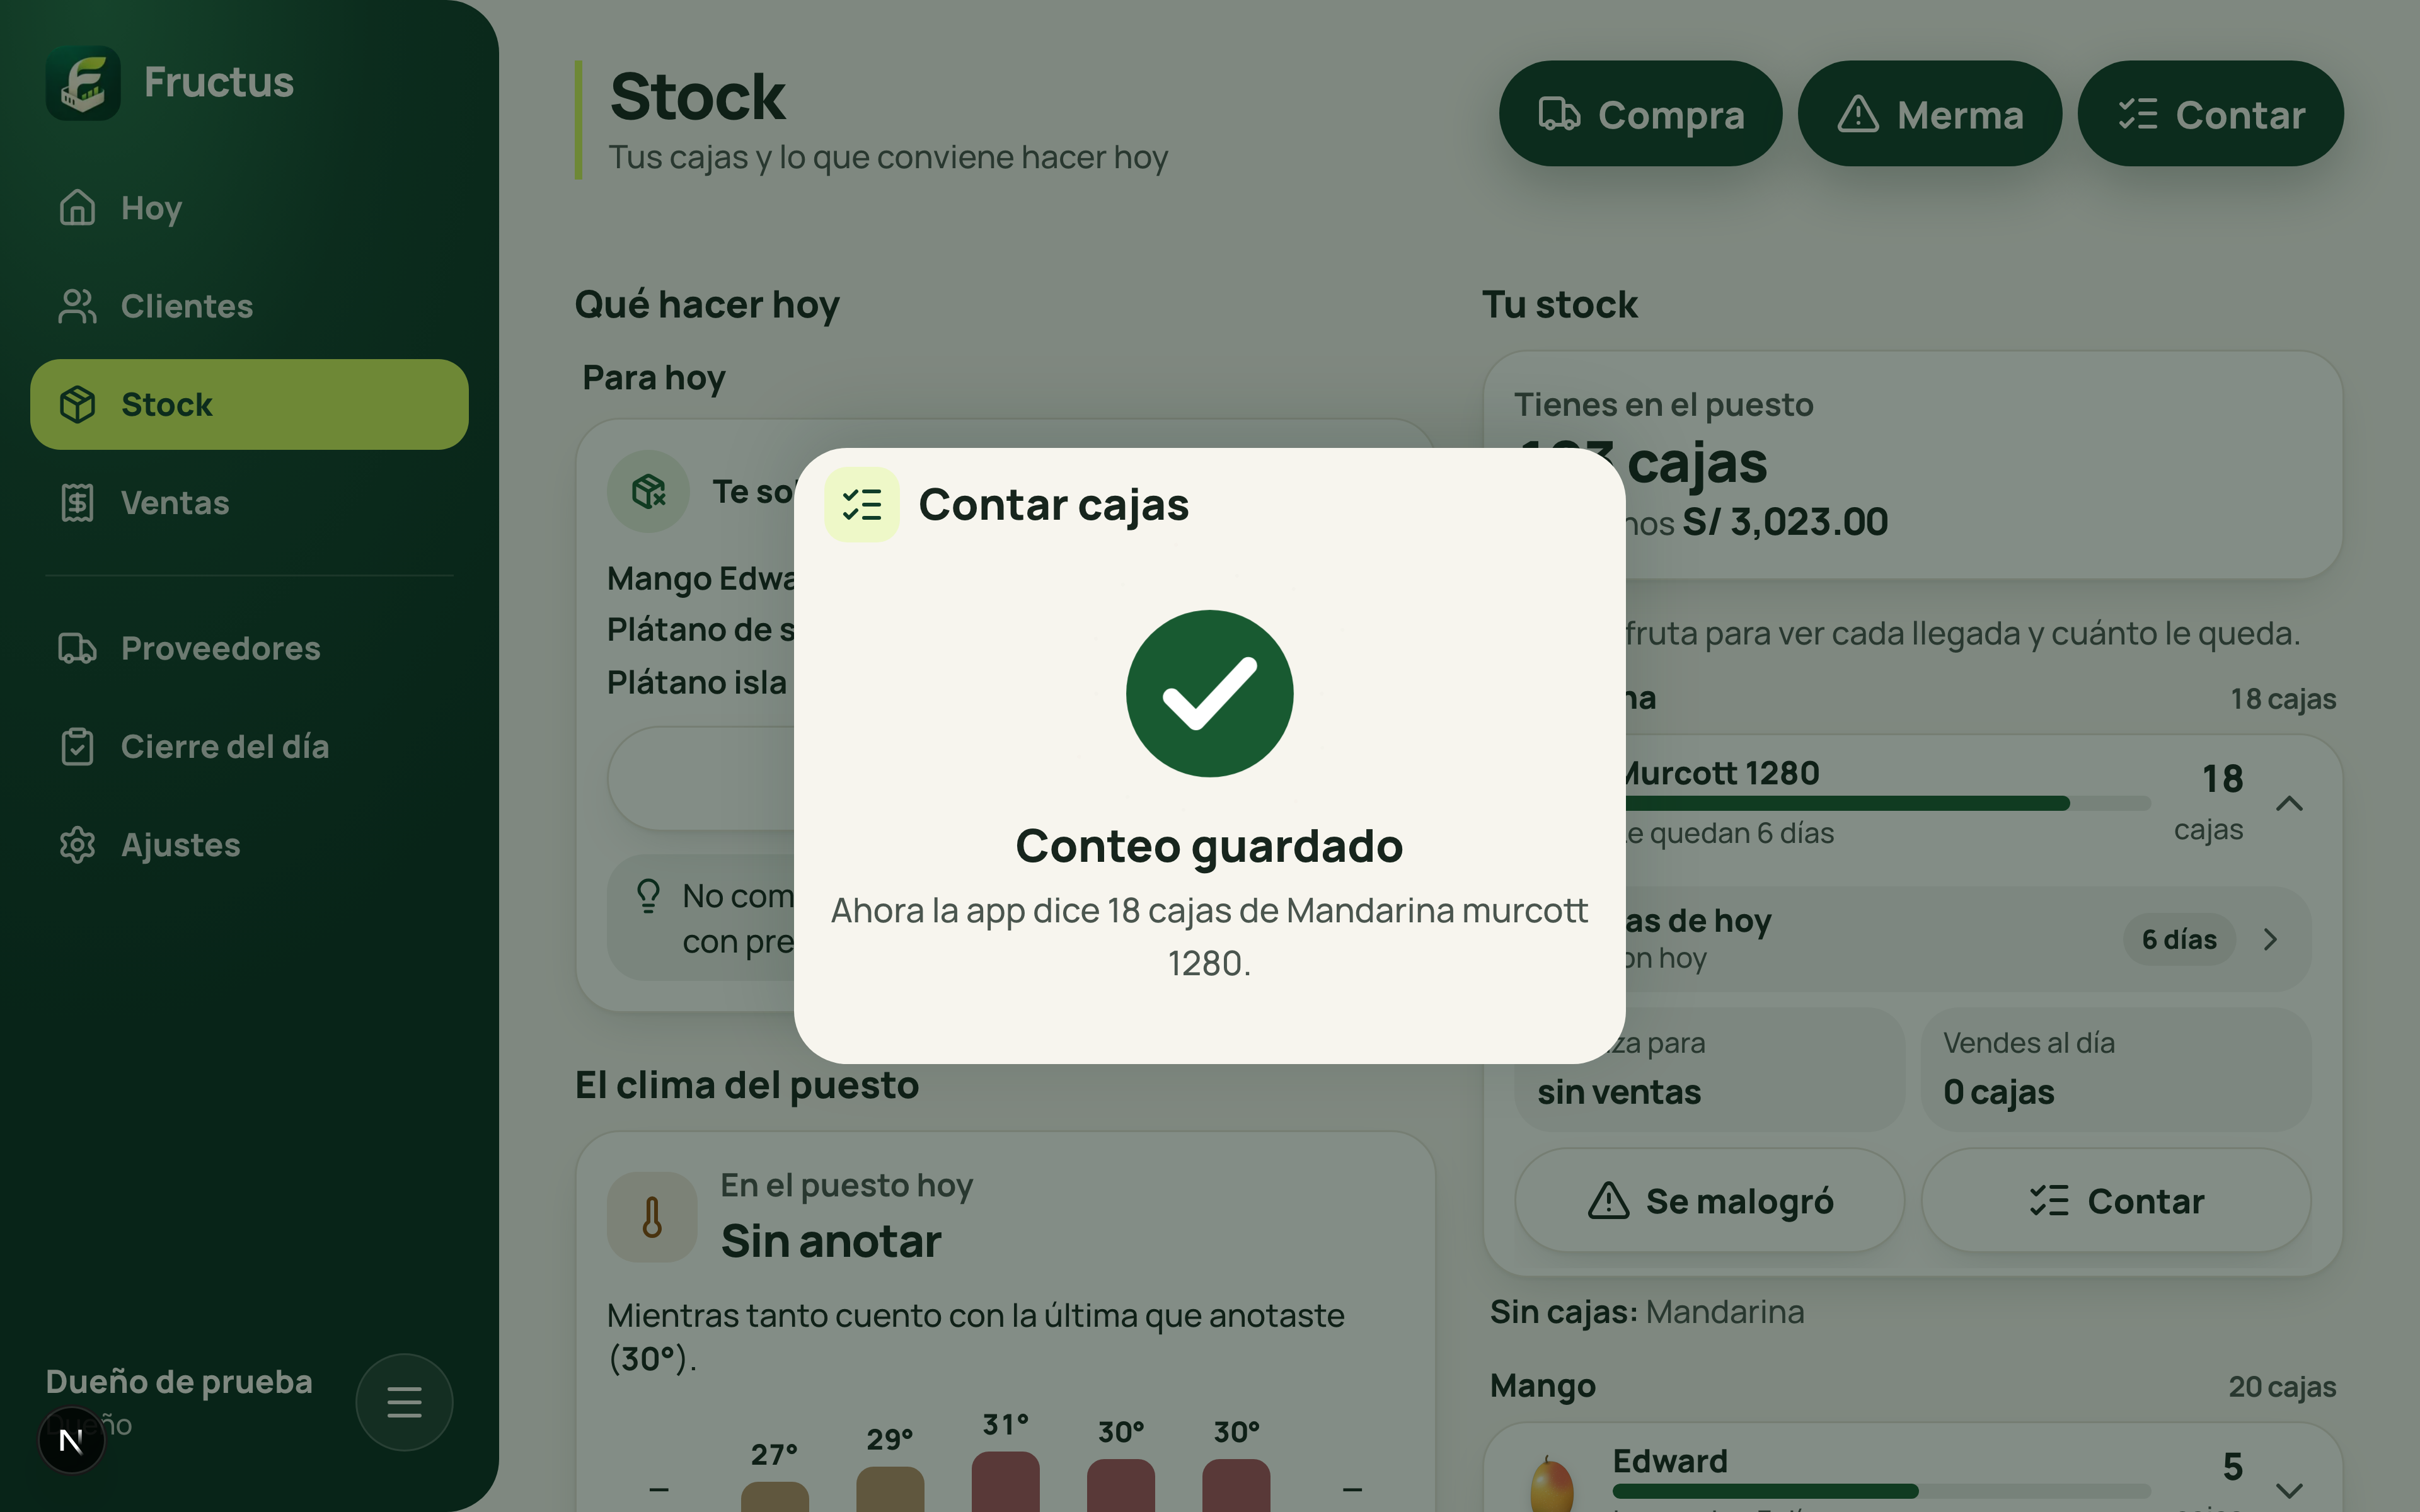 Fructus
Hoy
Clientes
Stock
Ventas
Proveedores
Cierre del día
Ajustes
Dueño de prueba
N
Stock
Tus cajas y lo que conviene hacer hoy
Compra
Merma
Contar
Qué hacer hoy
Para hoy
Mango
Plátano de
Plátano isla
No
con
El clima del puesto
En el puesto hoy
Sin anotar
Mientras tanto cuento con la última que anotaste
(30°).
27°
29°
31°
30°
30°
Contar cajas
Conteo guardado
Ahora la app dice 18 cajas de Mandarina murcott
1280.
Tu stock
Tienes en el puesto
cajas
S/ 3,023.00
fruta para ver cada llegada y cuánto le queda.
18 cajas
Murcott 1280
18
cajas
quedan 6 días
de hoy
hoy
6 días
para
sin ventas
Vendes al día
0 cajas
Se malogró
Contar
Sin cajas: Mandarina
Mango
20 cajas
Edward
5